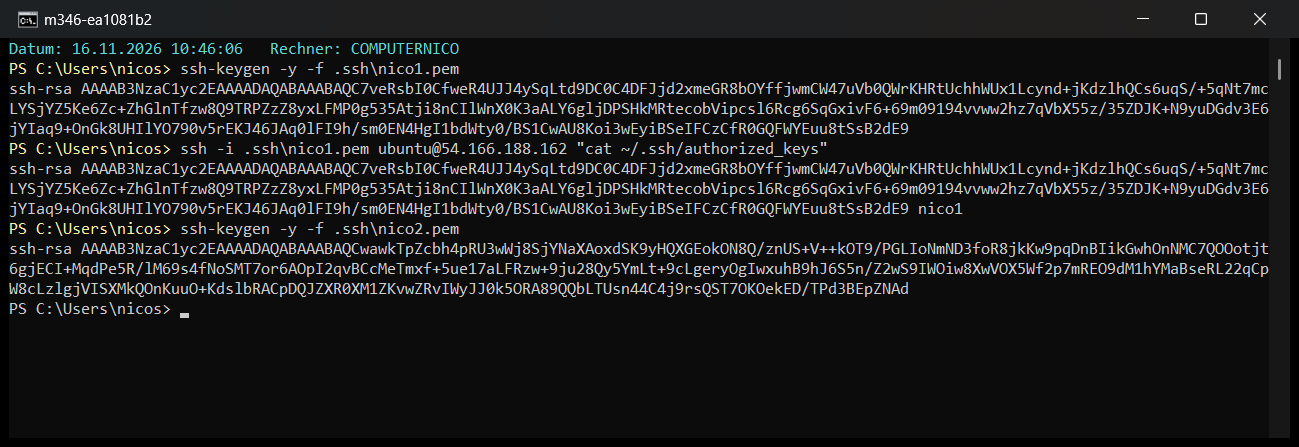 m346-ea1081b2
Datum: 16.11.2026 10:46:06   Rechner: COMPUTERNICO
PS C:\Users\nicos> ssh-keygen -y -f .ssh\nico1.pem
ssh-rsa AAAAB3NzaC1yc2EAAAADAQABAAABAQC7veRsbI0CfweR4UJJ4ySqLtd9DC0C4DFJjd2xmeGR8bOYffjwmCW47uVb0QWrKHRtUchhWUx1Lcynd+jKdzlhQCs6uqS/+5qNt7mc
LYSjYZ5Ke6Zc+ZhGlnTfzw8Q9TRPZzZ8yxLFMP0g535Atji8nCIlWnX0K3aALY6gljDPSHkMRtecobVipcsl6Rcg6SqGxivF6+69m09194vvww2hz7qVbX55z/35ZDJK+N9yuDGdv3E6
jYIaq9+OnGk8UHIlYO790v5rEKJ46JAq0lFI9h/sm0EN4HgI1bdWty0/BS1CwAU8Koi3wEyiBSeIFCzCfR0GQFWYEuu8tSsB2dE9
PS C:\Users\nicos> ssh -i .ssh\nico1.pem ubuntu@54.166.188.162 "cat ~/.ssh/authorized_keys"
ssh-rsa AAAAB3NzaC1yc2EAAAADAQABAAABAQC7veRsbI0CfweR4UJJ4ySqLtd9DC0C4DFJjd2xmeGR8bOYffjwmCW47uVb0QWrKHRtUchhWUx1Lcynd+jKdzlhQCs6uqS/+5qNt7mc
LYSjYZ5Ke6Zc+ZhGlnTfzw8Q9TRPZzZ8yxLFMP0g535Atji8nCIlWnX0K3aALY6gljDPSHkMRtecobVipcsl6Rcg6SqGxivF6+69m09194vvww2hz7qVbX55z/35ZDJK+N9yuDGdv3E6
jYIaq9+OnGk8UHIlYO790v5rEKJ46JAq0lFI9h/sm0EN4HgI1bdWty0/BS1CwAU8Koi3wEyiBSeIFCzCfR0GQFWYEuu8tSsB2dE9 nico1
PS C:\Users\nicos> ssh-keygen -y -f .ssh\nico2.pem
ssh-rsa AAAAB3NzaC1yc2EAAAADAQABAAABAQCwawkTpZcbh4pRU3wWj8SjYNaXAoxdSK9yHQXGEokON8Q/znUS+V++kOT9/PGLIoNmND3foR8jkKw9pqDnBIikGwhOnNMC7QOOotjt
6gjECI+MqdPe5R/lM69s4fNoSMT7or6AOpI2qvBCcMeTmxf+5ue17aLFRzw+9ju28Qy5YmLt+9cLgeryOgIwxuhB9hJ6S5n/Z2wS9IWOiw8XwVOX5Wf2p7mREO9dM1hYMaBseRL22qCp
W8cLzlgjVISXMkQOnKuuO+KdslbRACpDQJZXR0XM1ZKvwZRvIWyJJ0k5ORA89QQbLTUsn44C4j9rsQST7OKOekED/TPd3BEpZNAd
PS C:\Users\nicos>